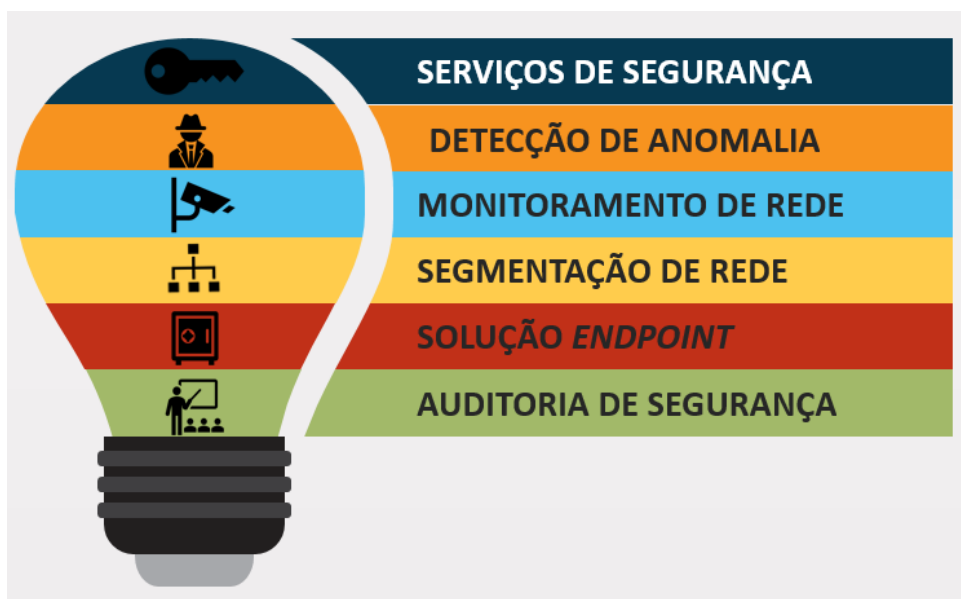 SERVIÇOS DE SEGURANÇA
DETECÇÃO DE ANOMALIA
MONITORAMENTO DE REDE
SEGMENTAÇÃO DE REDE
SOLUÇÃO ENDPOINT
AUDITORIA DE SEGURANÇA